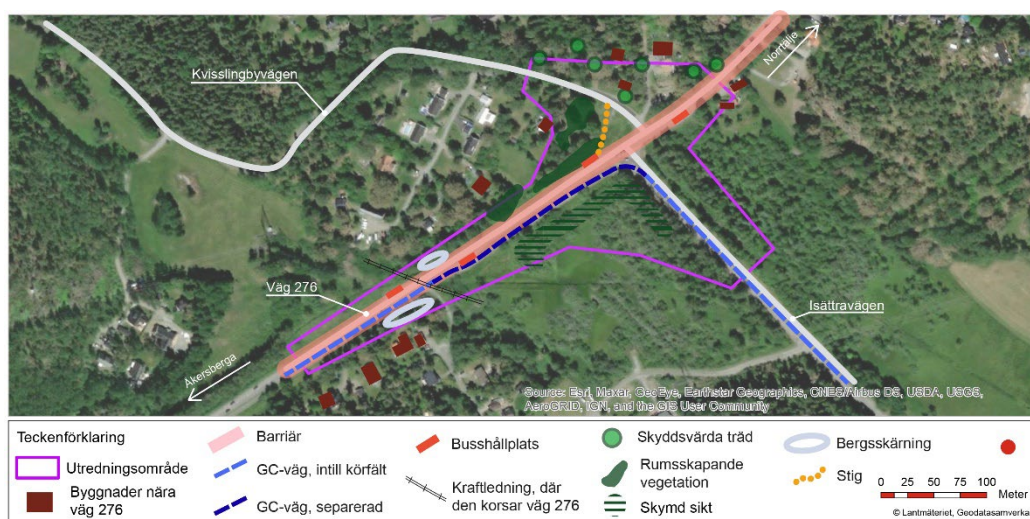 Kvisslingbyvägen
Norrtälje
Väg 276
Isättravägen
Åkersberga
Source: Esri, Maxar, GeoEye, Earthstar Geographics, CNES/Airbus DS, USDA, USGS,
AeroGRID, IGN, and the GIS User Community
Teckenförklaring
Utredningsområde
Byggnader nära
väg 276
Barriär
GC-väg, intill körfält
GC-väg, separerad
Busshållplats
Kraftledning, där
den korsar väg 276
Skyddsvärda träd
Rumsskapande
vegetation
Skymd sikt
Bergsskärning
Stig
0 25 50 75 100
Meter
© Lantmäteriet, Geodatasamverka